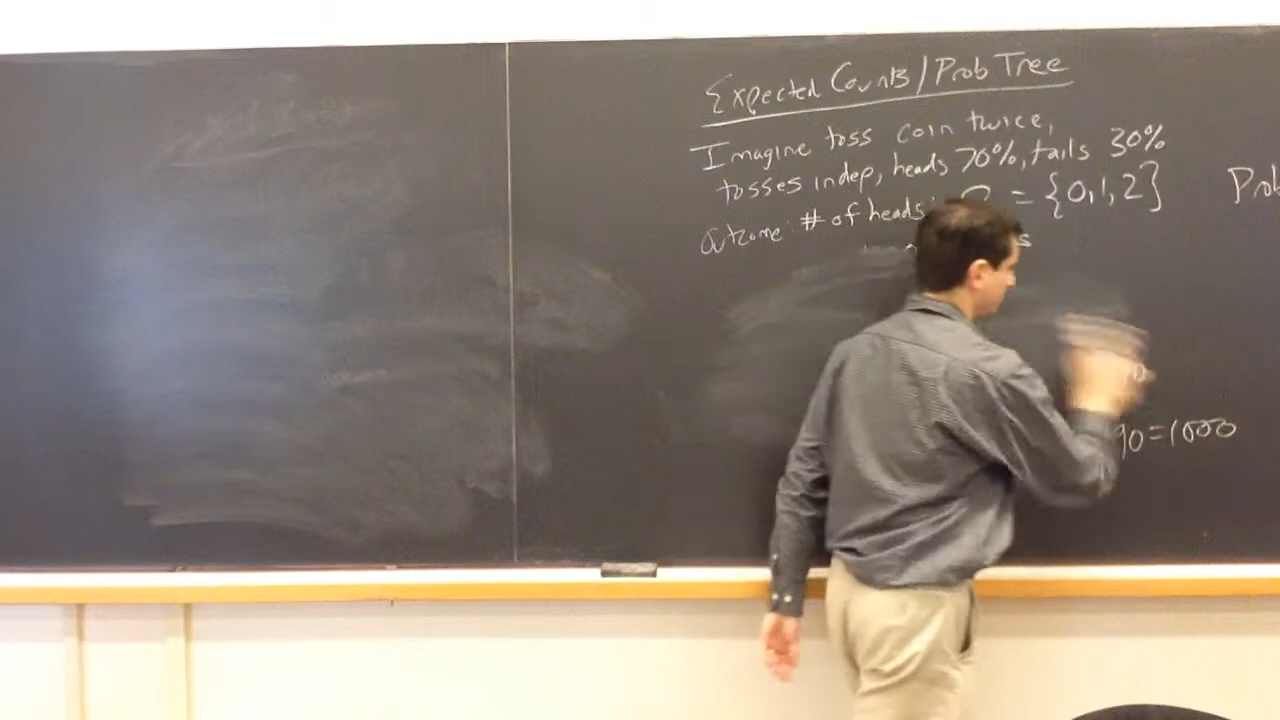 Expected Counts/Prob Tree
Imagine toss coin twice,
tosses indep, heads 70%, tails 30%
Outcome: # of heads: = {0,1,2}
Prob
90=1000